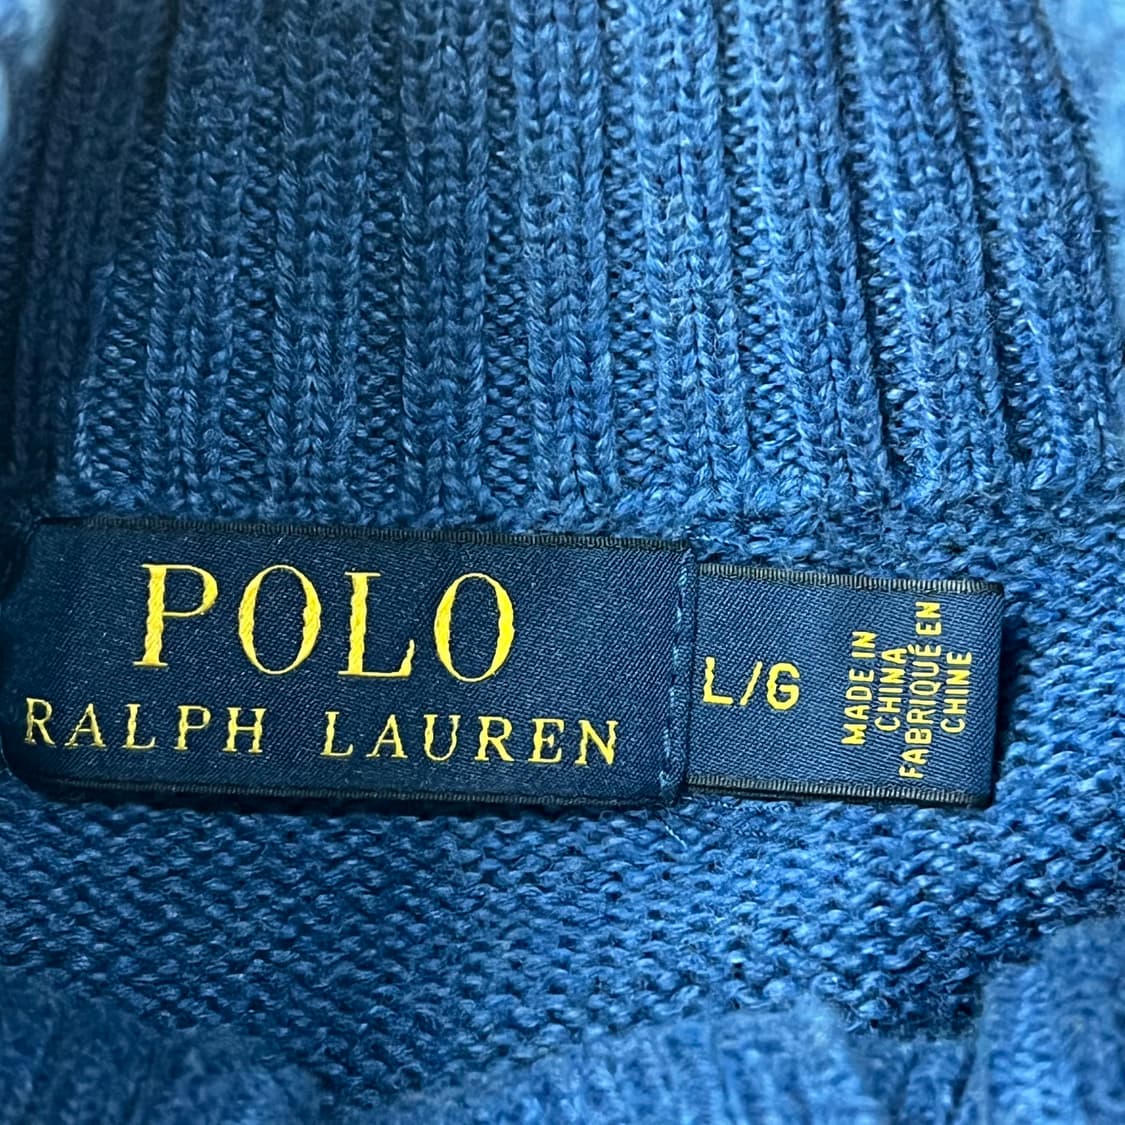 POLO
RALPH LAUREN
L/G
MADE IN
CHINA
FABRIQUÉ EN
CHINE